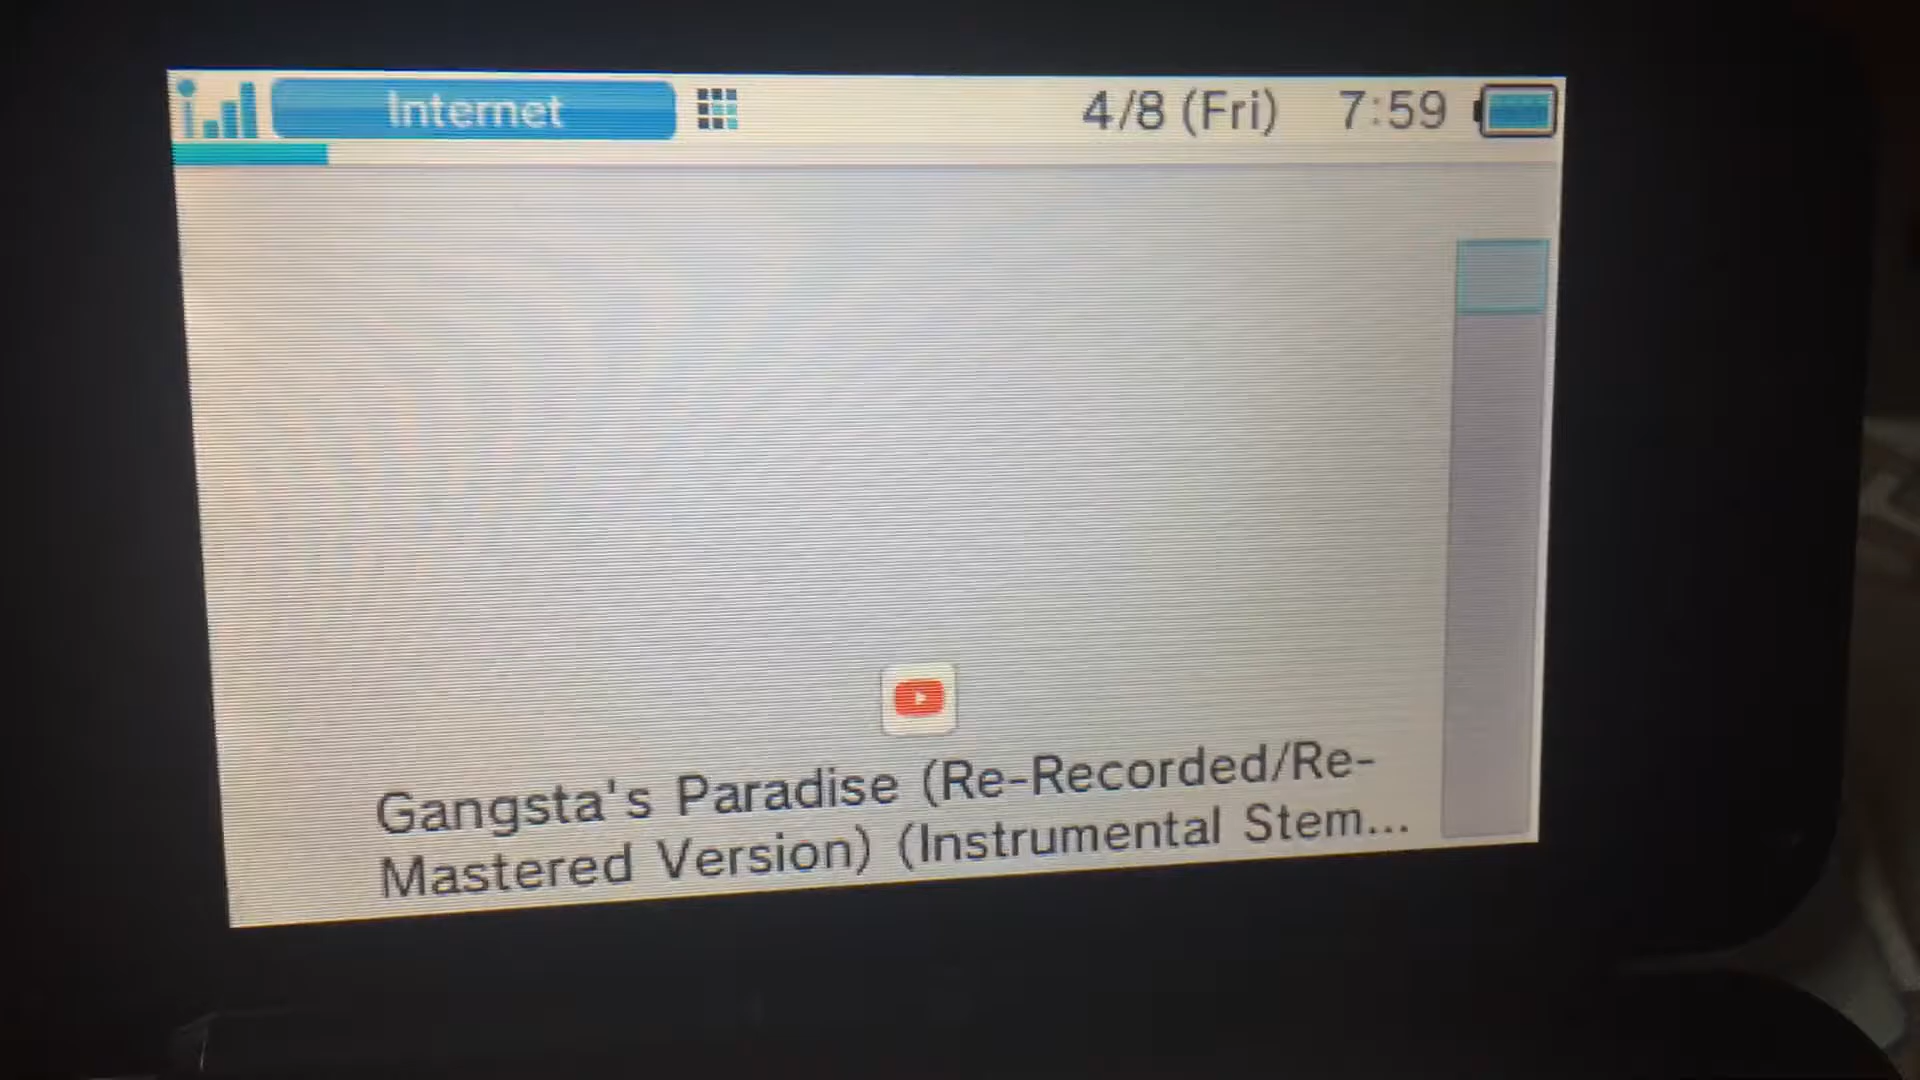 Internet 4/8 (Fri) 7:59
Gangsta's Paradise (Re-Recorded/Re-
Mastered Version) (Instrumental Stem...